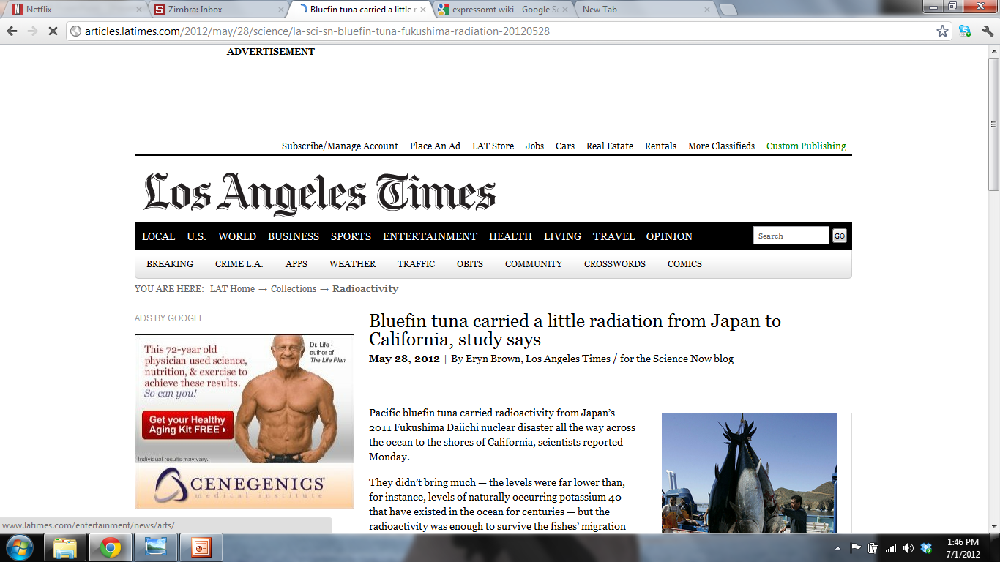 Netflix
Zimbra: Inbox
Bluefin tuna carried a little r
expressomt wiki - Google Se
New Tab
articles.latimes.com/2012/may/28/science/la-sci-sn-bluefin-tuna-fukushima-radiation-20120528
ADVERTISEMENT
Subscribe/Manage Account Place An Ad LAT Store Jobs Cars Real Estate Rentals More Classifieds Custom Publishing
Los Angeles Times
LOCAL U.S. WORLD BUSINESS SPORTS ENTERTAINMENT HEALTH LIVING TRAVEL OPINION Search GO
BREAKING CRIME L.A. APPS WEATHER TRAFFIC OBITS COMMUNITY CROSSWORDS COMICS
YOU ARE HERE: LAT Home → Collections → Radioactivity
ADS BY GOOGLE
This 72-year old
physician used science,
nutrition, & exercise to
achieve these results.
So can you!
Dr. Life -
author of
The Life Plan
Get your Healthy
Aging Kit FREE
Individual results may vary.
CENEGENICS
medical institute
Bluefin tuna carried a little radiation from Japan to
California, study says
May 28, 2012 | By Eryn Brown, Los Angeles Times / for the Science Now blog
Pacific bluefin tuna carried radioactivity from Japan’s
2011 Fukushima Daiichi nuclear disaster all the way across
the ocean to the shores of California, scientists reported
Monday.
They didn’t bring much — the levels were far lower than,
for instance, levels of naturally occurring potassium 40
that have existed in the ocean for centuries — but the
radioactivity was enough to survive the fishes’ migration
www.latimes.com/entertainment/news/arts/
1:46 PM
7/1/2012